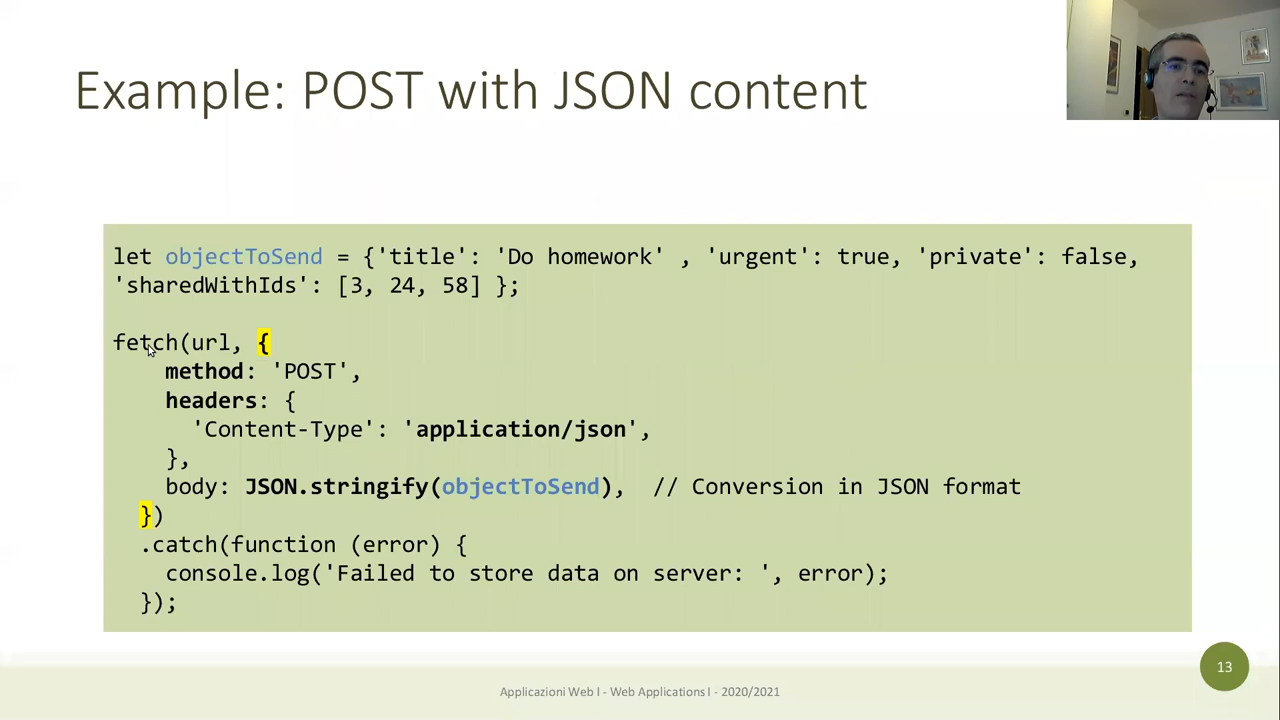 Example: POST with JSON content
let objectToSend = {'title': 'Do homework' , 'urgent': true, 'private': false,
'sharedWithIds': [3, 24, 58] };
fetch(url, {
method: 'POST',
headers: {
'Content-Type': 'application/json',
},
body: JSON.stringify(objectToSend), // Conversion in JSON format
})
.catch(function (error) {
console.log('Failed to store data on server: ', error);
});
13
Applicazioni Web I - Web Applications I - 2020/2021